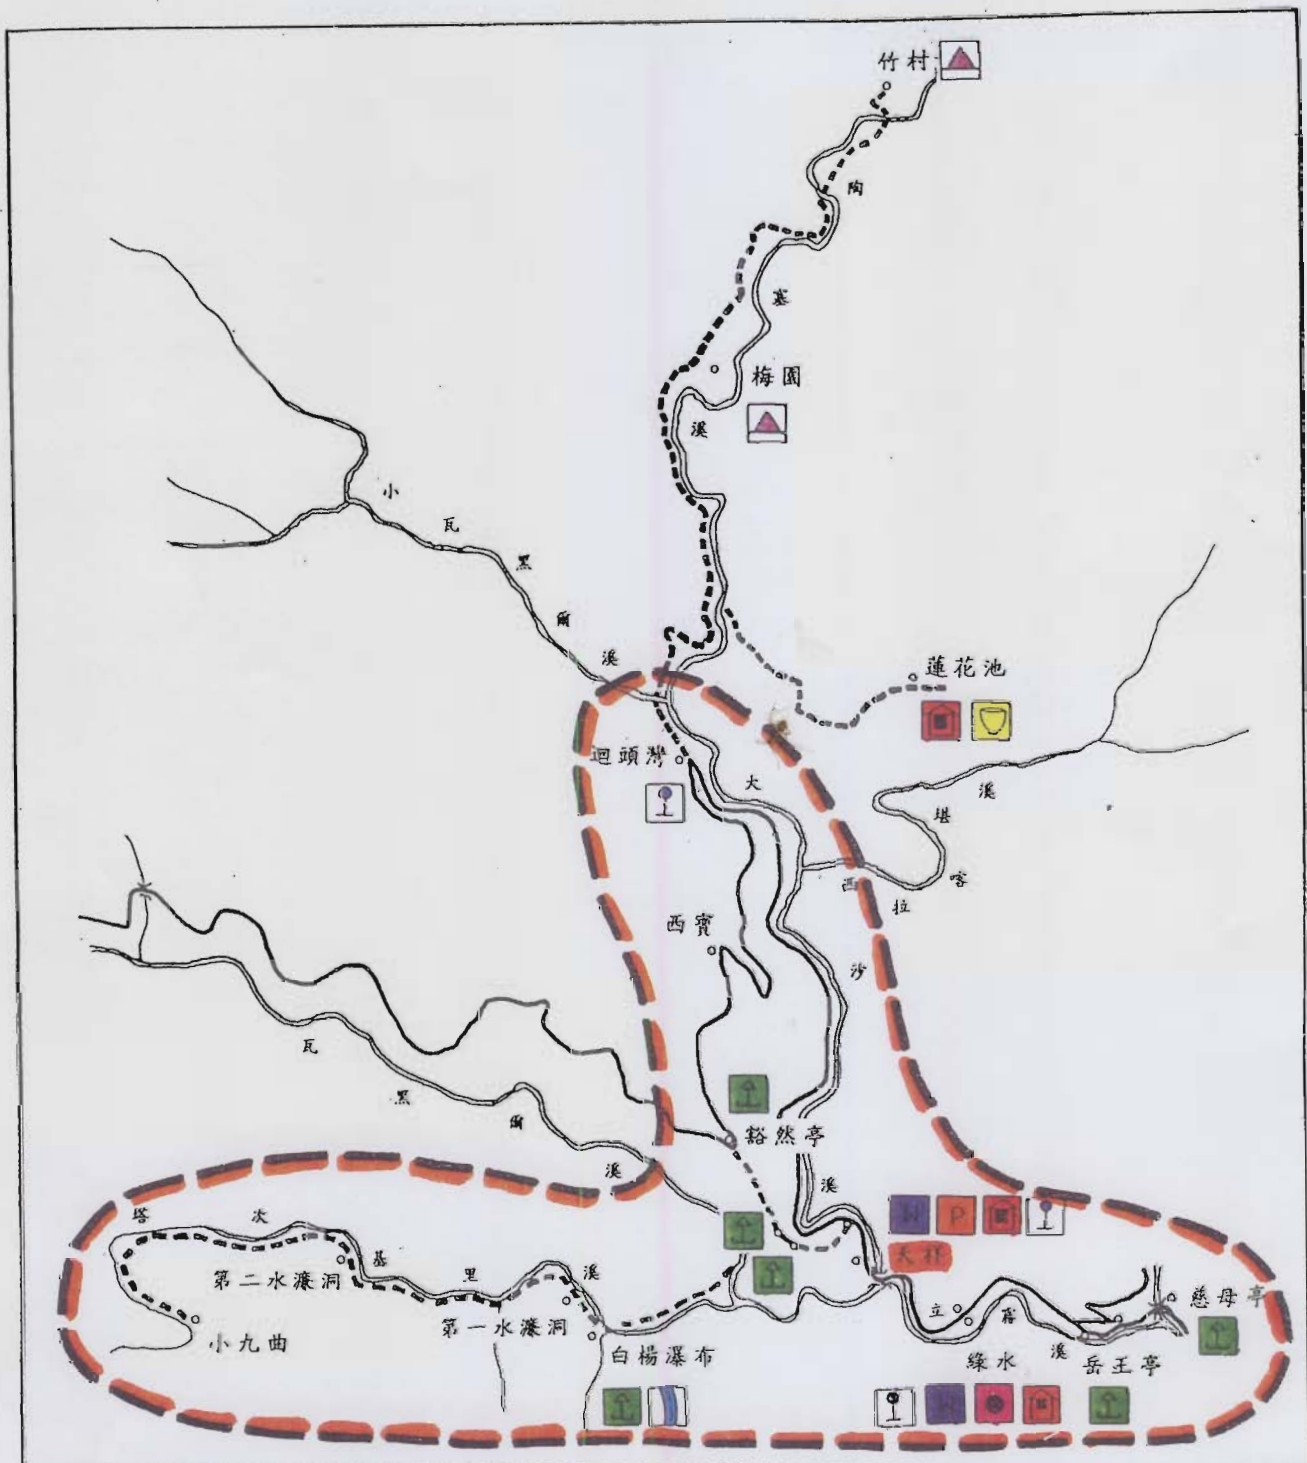 竹村
陶
塞
梅園
溪
小
瓦
黑
爾
溪
蓮花池
迴頭灣
大
溪
堪
喀
拉
西
西寶
沙
瓦
黑
爾
溪
豁然亭
溪
W P
天祥
塔
次
基
里
溪
第二水濂洞
第一水濂洞
小九曲
白楊瀑布
立
霧
溪
慈母亭
綠水
岳王亭
W